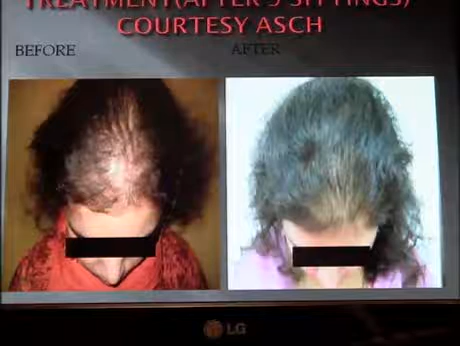 TREATMENT(AFTER 5 SITTINGS)
COURTESY ASCH
BEFORE
AFTER
LG